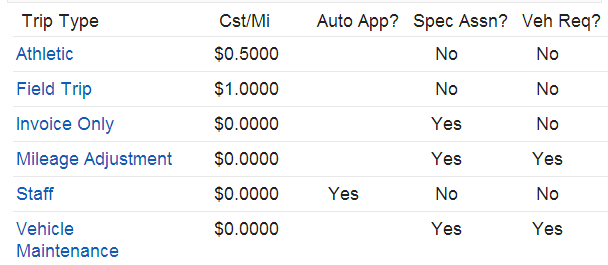 Trip Type Cst/Mi Auto App? Spec Assn? Veh Req?
Athletic $0.5000 No No
Field Trip $1.0000 No No
Invoice Only $0.0000 Yes No
Mileage Adjustment $0.0000 Yes Yes
Staff $0.0000 Yes No No
Vehicle $0.0000 Yes Yes
Maintenance